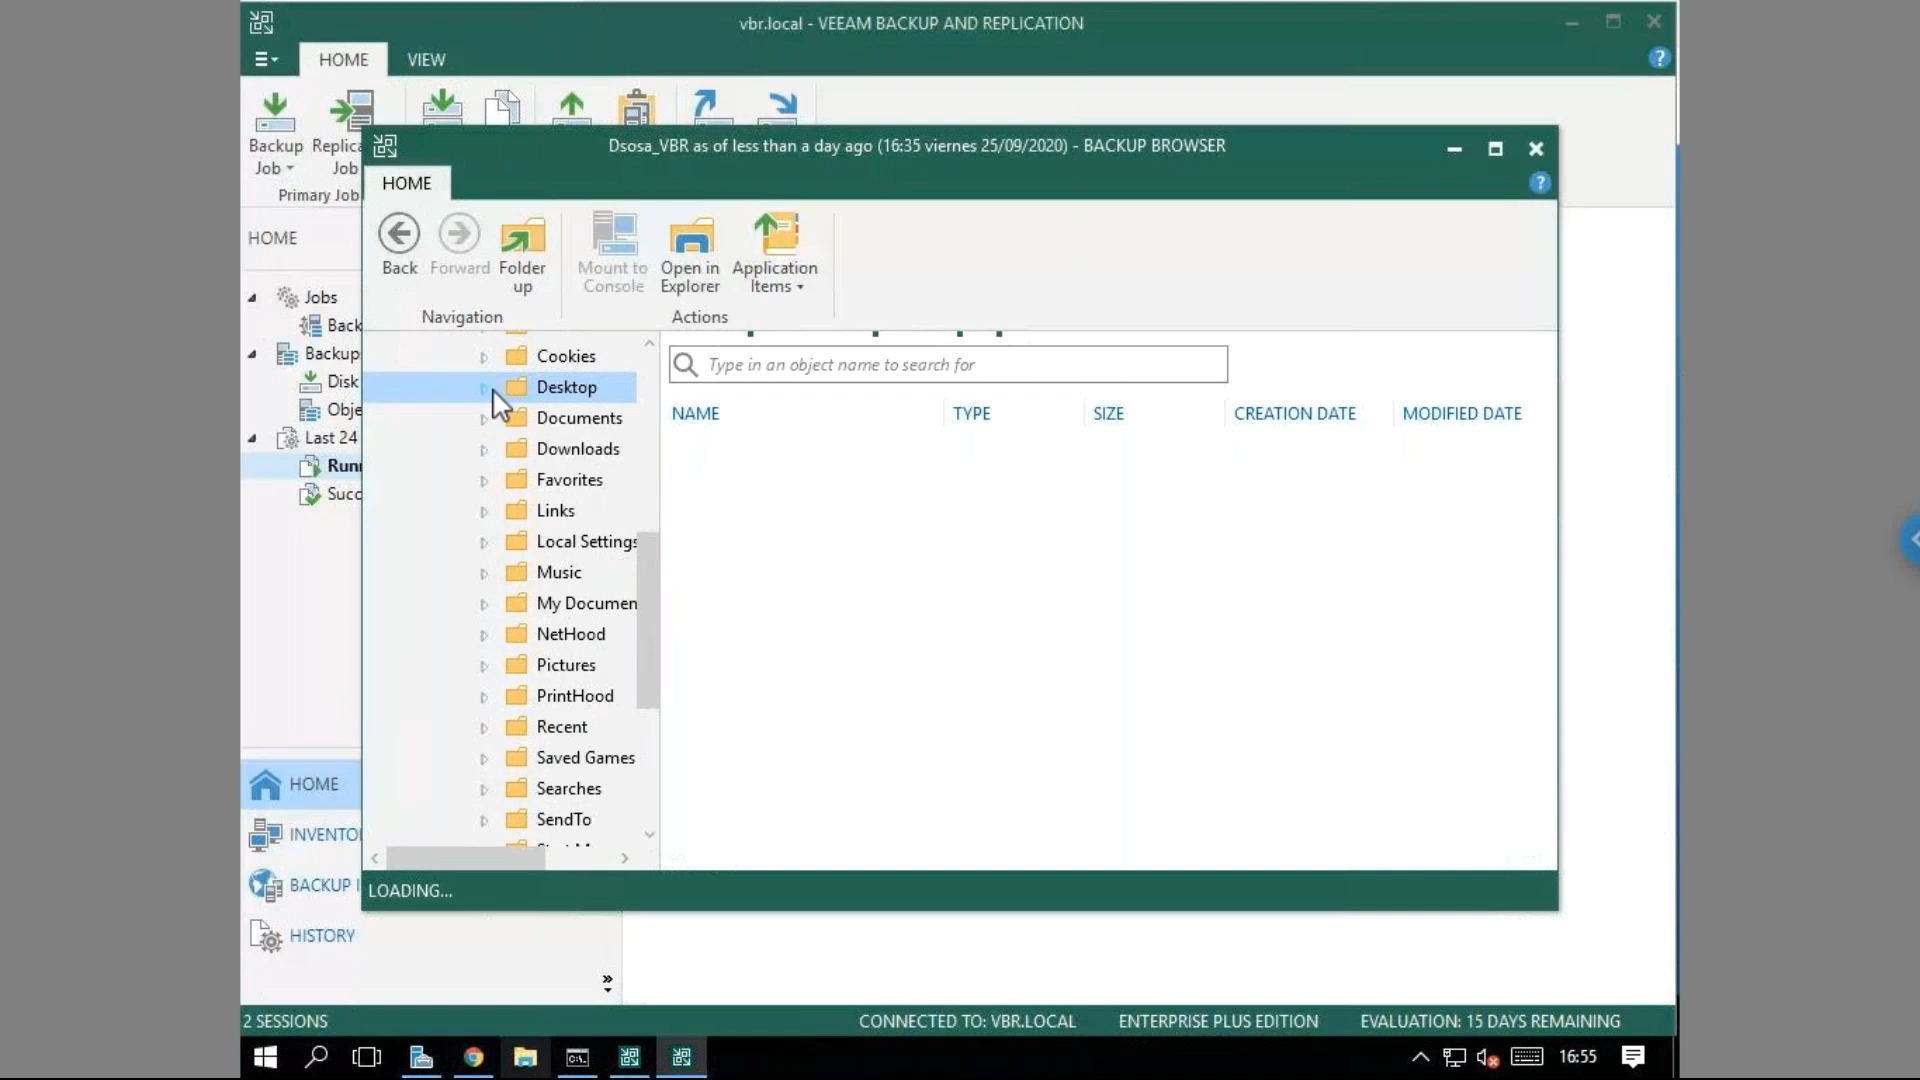 vbr.local - VEEAM BACKUP AND REPLICATION
HOME VIEW
Backup Job
Job
Primary Job
Dsosa_VBR as of less than a day ago (16:35 viernes 25/09/2020) - BACKUP BROWSER
HOME
Back Forward Folder up
Mount to Console
Open in Explorer
Application Items
Navigation
Actions
HOME
Jobs
Backup
Disk
Last 24
Cookies
Desktop
Documents
Downloads
Favorites
Links
Local Settings
Music
My Documen
NetHood
Pictures
PrintHood
Recent
Saved Games
Searches
SendTo
Type in an object name to search for
NAME TYPE SIZE CREATION DATE MODIFIED DATE
LOADING...
HOME
INVENTO
BACKUP I
HISTORY
2 SESSIONS
CONNECTED TO: VBR.LOCAL ENTERPRISE PLUS EDITION EVALUATION: 15 DAYS REMAINING
16:55